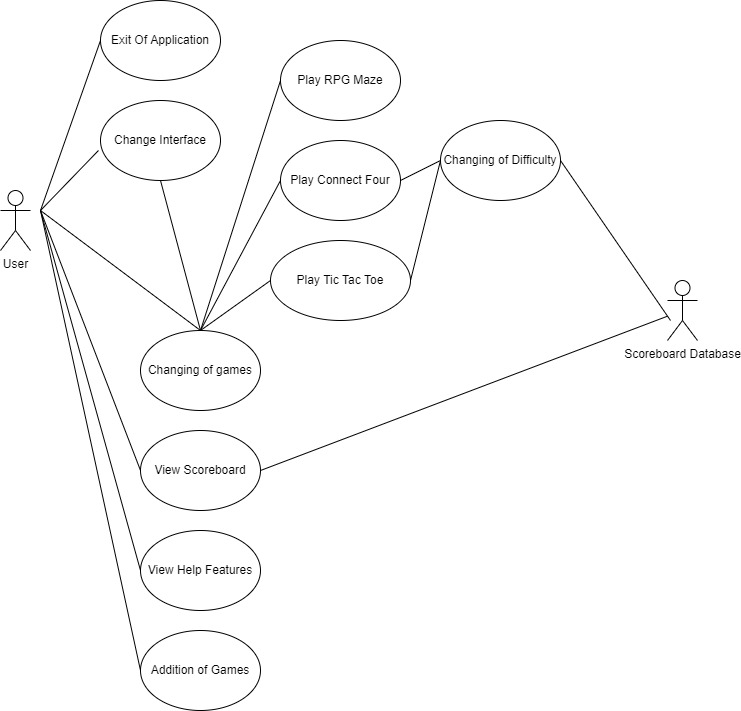 Exit Of Application
Play RPG Maze
Change Interface
Changing of Difficulty
Play Connect Four
User
Play Tic Tac Toe
Scoreboard Database
Changing of games
View Scoreboard
View Help Features
Addition of Games